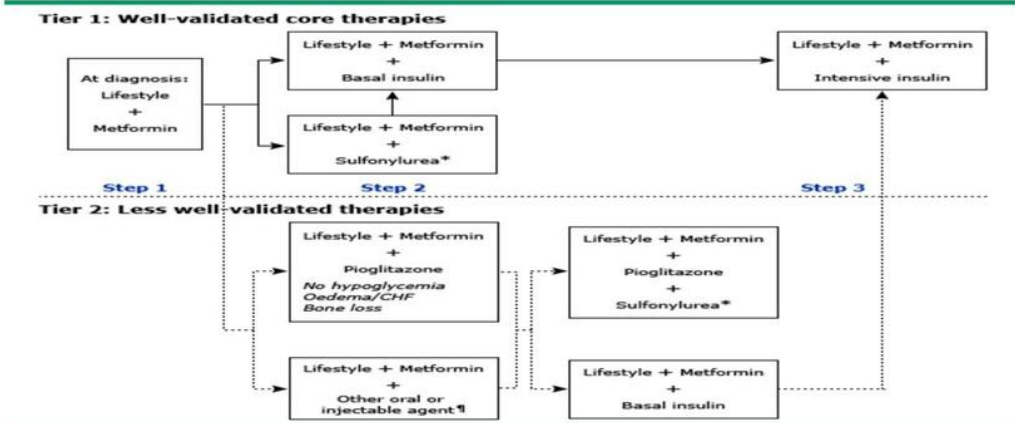 Tier 1: Well-validated core therapies
At diagnosis:
Lifestyle
+
Metformin
Lifestyle + Metformin
+
Basal insulin
Lifestyle + Metformin
+
Sulfonylurea*
Lifestyle + Metformin
+
Intensive insulin
Step 1
Step 2
Step 3
Tier 2: Less well-validated therapies
Lifestyle + Metformin
+
Pioglitazone
No hypoglycemia
Oedema/CHF
Bone loss
Lifestyle + Metformin
+
Pioglitazone
+
Sulfonylurea*
Lifestyle + Metformin
+
Other oral or
injectable agent¶
Lifestyle + Metformin
+
Basal insulin